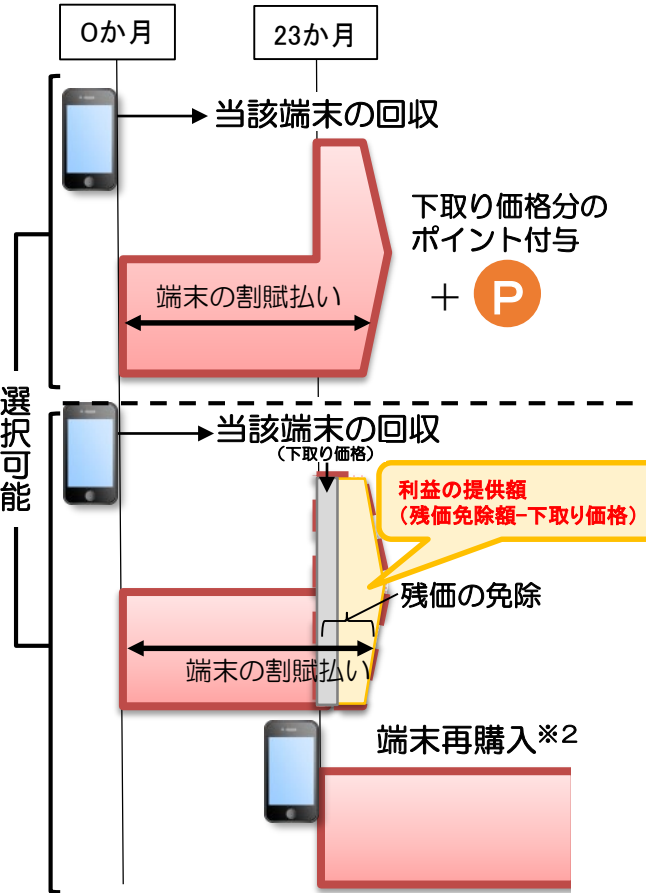 0か月
23か月
当該端末の回収
下取り価格分の
ポイント付与
+ P
端末の割賦払い
選択可能
当該端末の回収
(下取り価格)
利益の提供額
(残価免除額-下取り価格)
残価の免除
端末の割賦払い
端末再購入※2